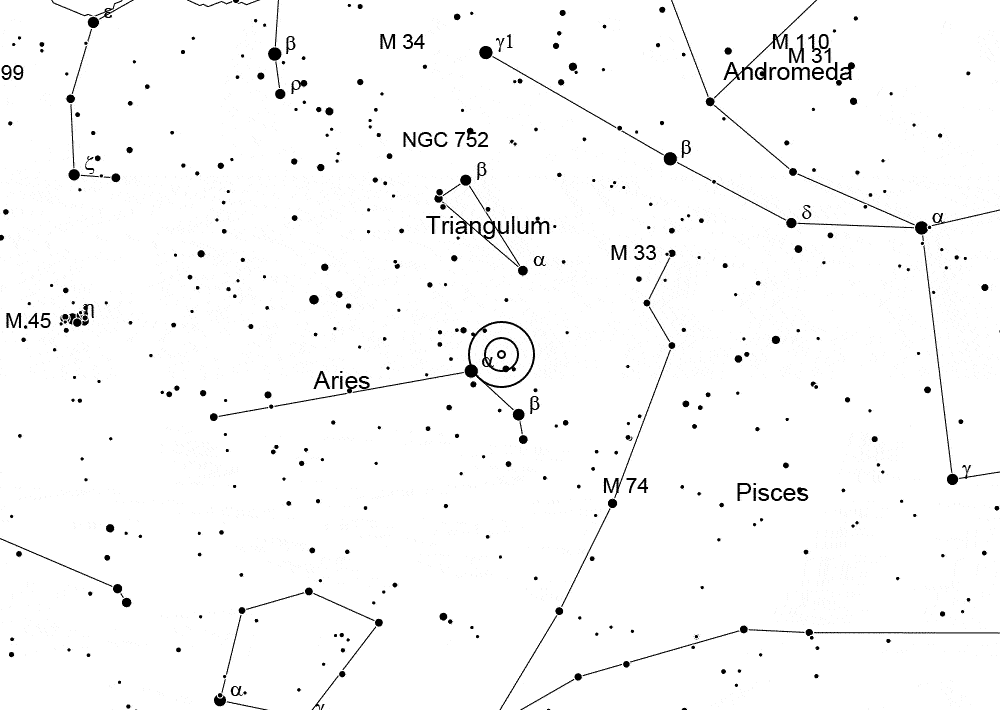 ε
β
M 34
γ1
M 110
M 31
99
Andromeda
ρ
NGC 752
β
β
ζ
β
δ
α
Triangulum
α
M 33
M 45
η
α
Aries
β
γ
M 74
Pisces
α
γ